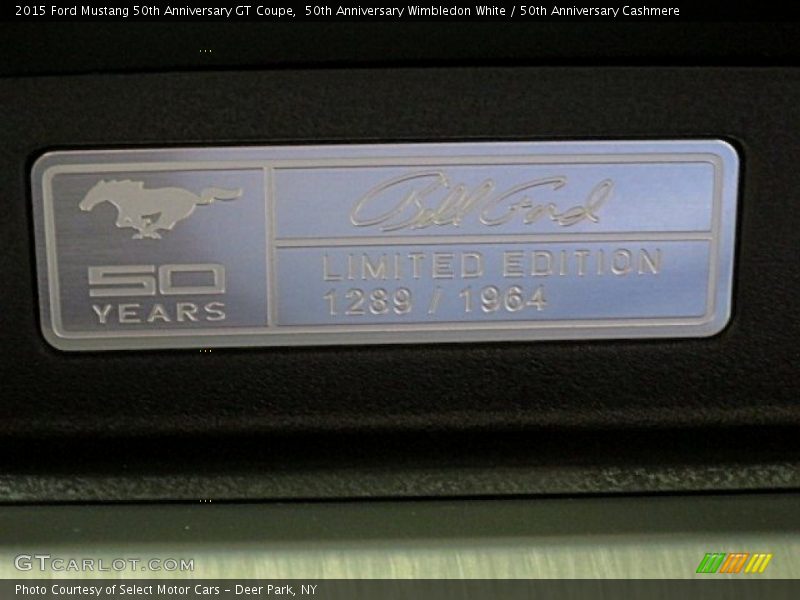 2015 Ford Mustang 50th Anniversary GT Coupe,  50th Anniversary Wimbledon White / 50th Anniversary Cashmere
Bill Ford
50
YEARS
LIMITED EDITION
1289 / 1964
GTCARLOT.COM
Photo Courtesy of Select Motor Cars - Deer Park, NY